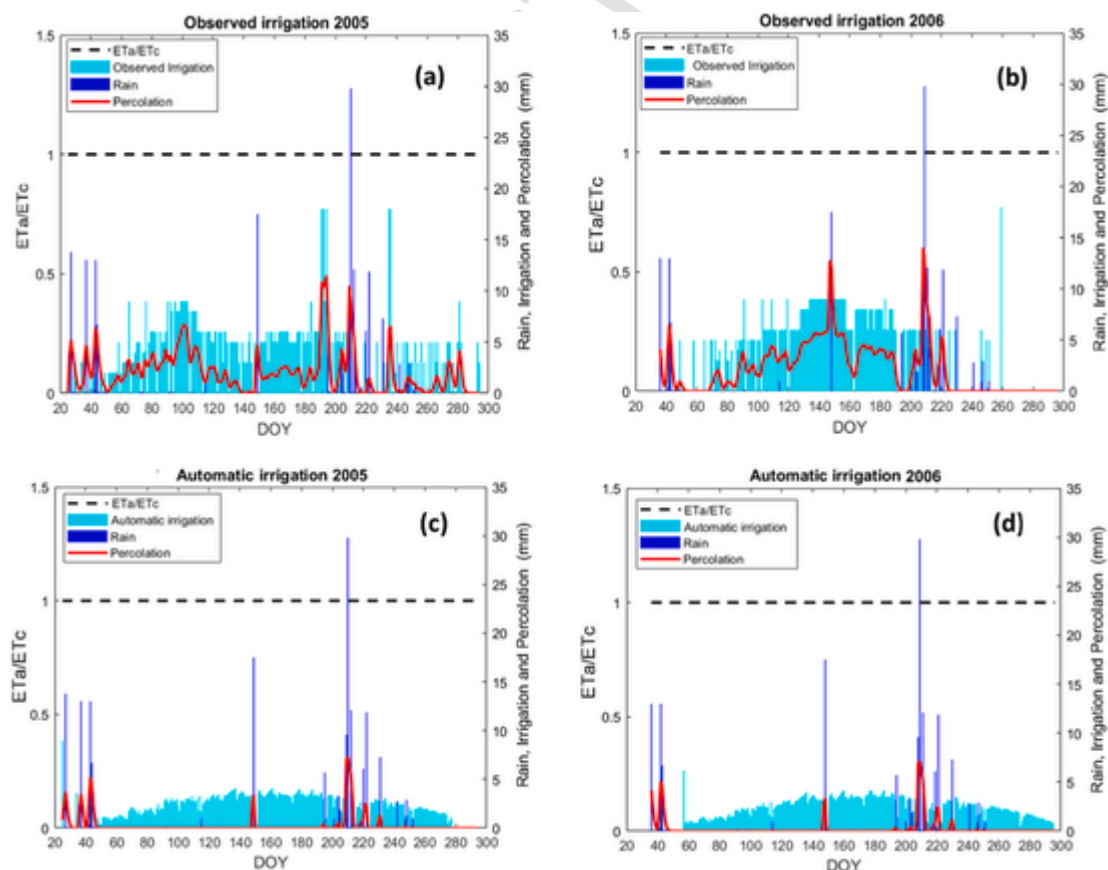 Observed irrigation 2005
1.5
1
0.5
0
ETa/ETc
ETa/ETc
Observed Irrigation
Rain
Percolation
(a)
35
30
25
20
15
10
5
0
Rain, Irrigation and Percolation (mm)
20 40 60 80 100 120 140 160 180 200 220 240 260 280 300
DOY
Observed irrigation 2006
1.5
1
0.5
0
ETa/ETc
ETa/ETc
Observed Irrigation
Rain
Percolation
(b)
35
30
25
20
15
10
5
0
Rain, Irrigation and Percolation (mm)
20 40 60 80 100 120 140 160 180 200 220 240 260 280 300
DOY
Automatic irrigation 2005
1.5
1
0.5
0
ETa/ETc
ETa/ETc
Automatic irrigation
Rain
Percolation
(c)
35
30
25
20
15
10
5
0
Rain, Irrigation and Percolation (mm)
20 40 60 80 100 120 140 160 180 200 220 240 260 280 300
DOY
Automatic irrigation 2006
1.5
1
0.5
0
ETa/ETc
ETa/ETc
Automatic irrigation
Rain
Percolation
(d)
35
30
25
20
15
10
5
0
Rain, Irrigation and Percolation (mm)
20 40 60 80 100 120 140 160 180 200 220 240 260 280 300
DOY